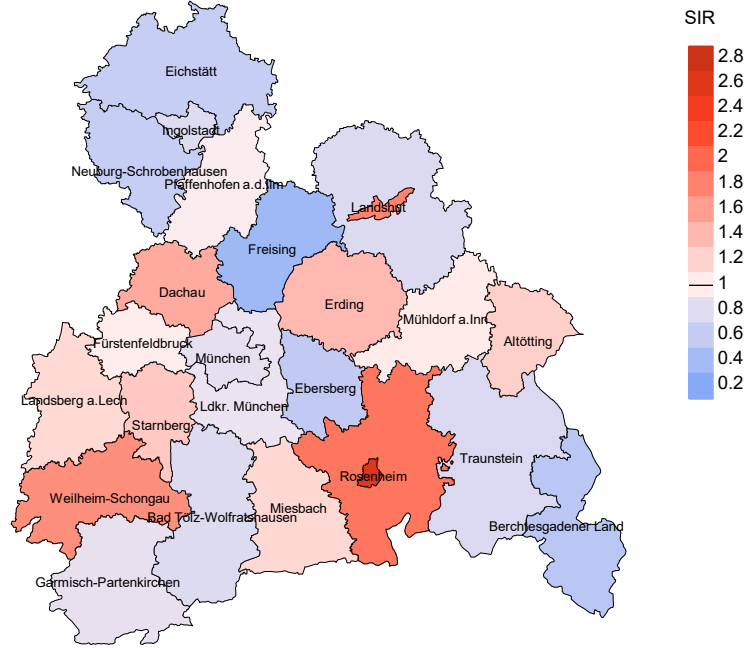 SIR
2.8
2.6
2.4
2.2
2
1.8
1.6
1.4
1.2
1
0.8
0.6
0.4
0.2
Eichstätt
Ingolstadt
Neuburg-Schrobenhausen
Pfaffenhofen a.d.Ilm
Landshut
Freising
Dachau
Erding
Mühldorf a.Inn
Altötting
Fürstenfeldbruck
München
Ebersberg
Landsberg a.Lech
Ldkr. München
Starnberg
Traunstein
Rosenheim
Weilheim-Schongau
Miesbach
Bad Tölz-Wolfratshausen
Berchtesgadener Land
Garmisch-Partenkirchen